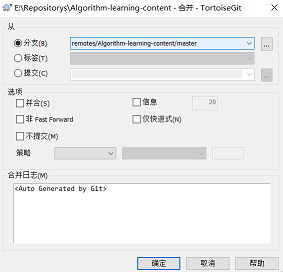 E:\Repositorys\Algorithm-learning-content - 合并 - TortoiseGit
从
分支(B) remotes/Algorithm-learning-content/master ...
标签(T)
提交(C) ...
选项
并合(S) 信息 20
非 Fast Forward 仅快进式(N)
不提交(M)
策略
合并日志(M)
<Auto Generated by Git>
确定 取消 帮助